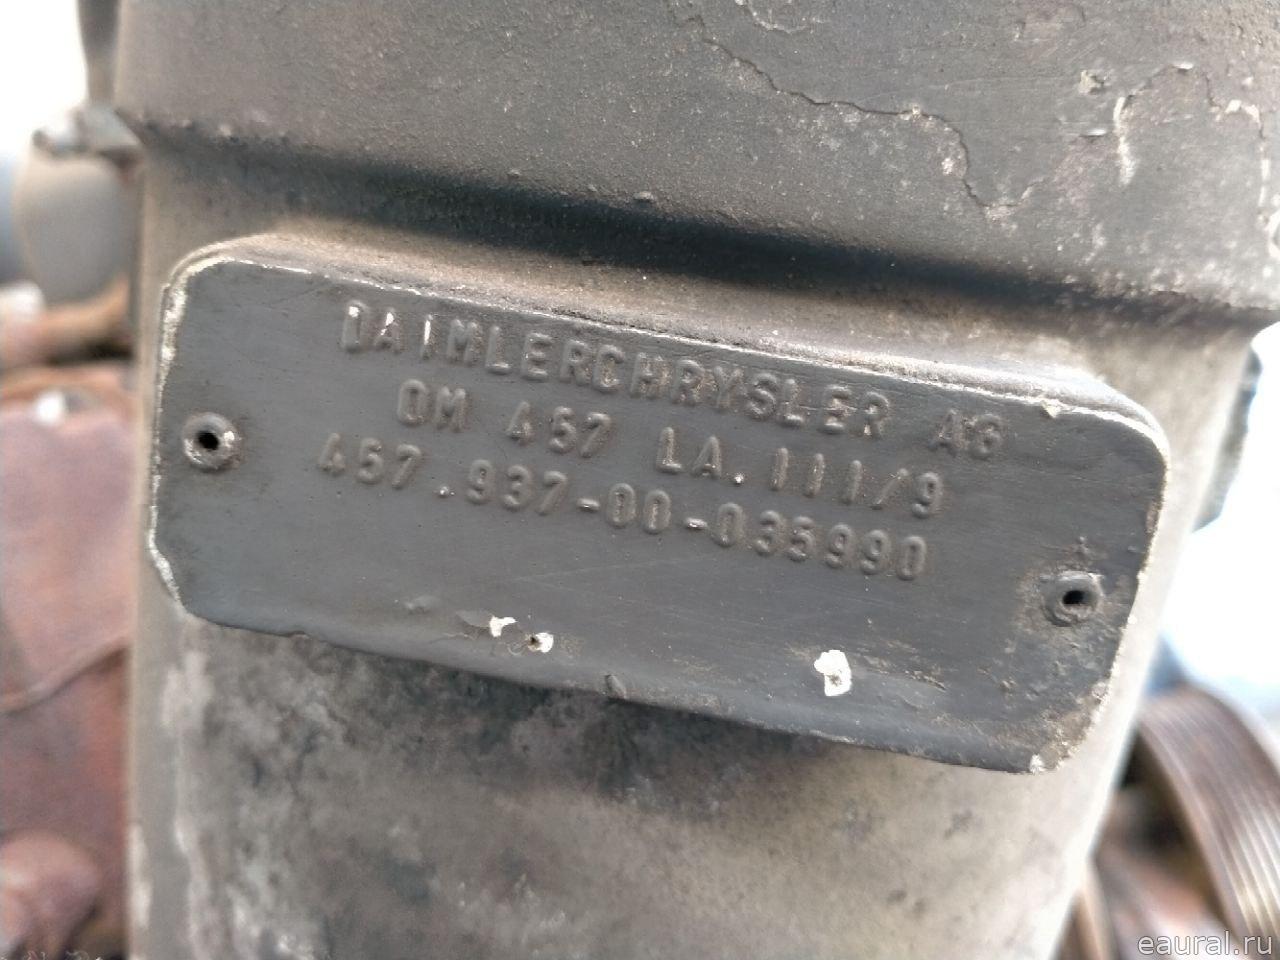 DAIMLERCHRYSLER AG
OM 457 LA.III/9
457.937-00-035990
eaural.ru